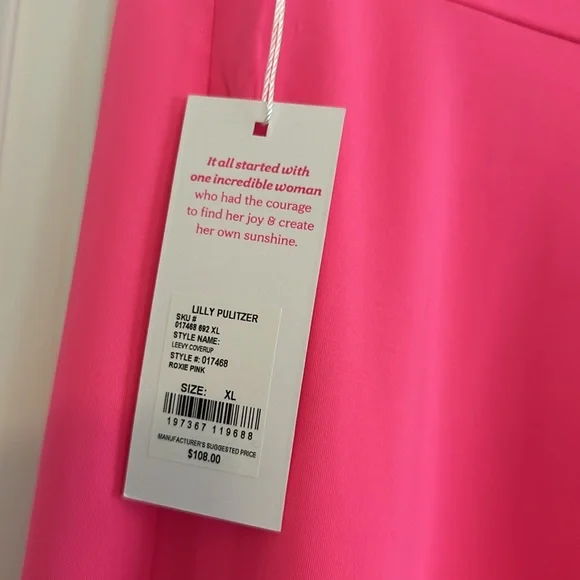 It all started with
one incredible woman
who had the courage
to find her joy & create
her own sunshine.
LILLY PULITZER
SKU #
017468 692 XL
STYLE NAME:
LEEVY COVERUP
STYLE #: 017468
ROXIE PINK
SIZE: XL
197367 119688
MANUFACTURER'S SUGGESTED PRICE
$108.00